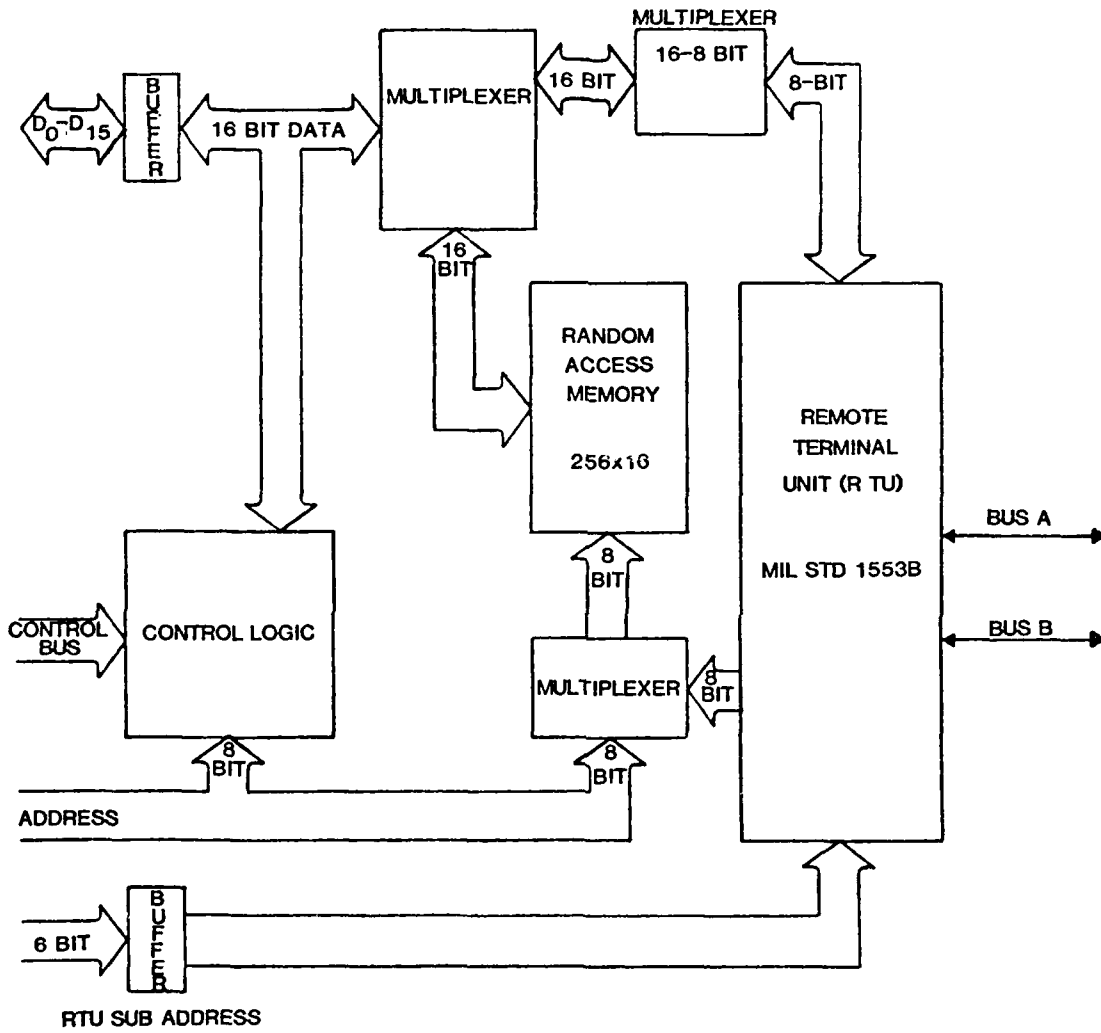 MULTIPLEXER
16-8 BIT
MULTIPLEXER
16 BIT
8-BIT
D0-D15
BUFFER
16 BIT DATA
16
BIT
RANDOM
ACCESS
MEMORY
256x16
REMOTE
TERMINAL
UNIT (R TU)
MIL STD 1553B
BUS A
BUS B
8
BIT
CONTROL
BUS
CONTROL LOGIC
MULTIPLEXER
8
BIT
8
BIT
8
BIT
ADDRESS
6 BIT
BUFFER
RTU SUB ADDRESS